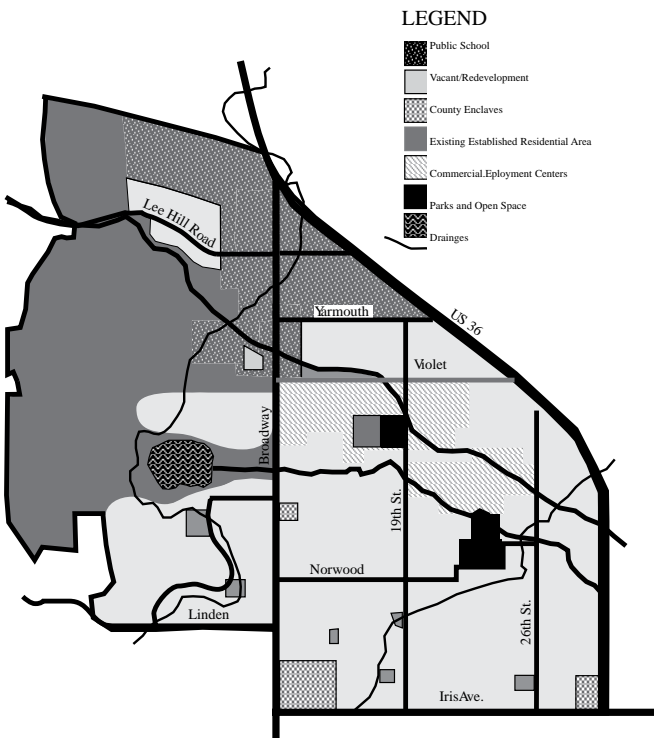 LEGEND
Public School
Vacant/Redevelopment
County Enclaves
Existing Established Residential Area
Commercial.Eployment Centers
Parks and Open Space
Drainges
Lee Hill Road
Yarmouth
US 36
Violet
Broadway
19th St.
Norwood
26th St.
Linden
IrisAve.